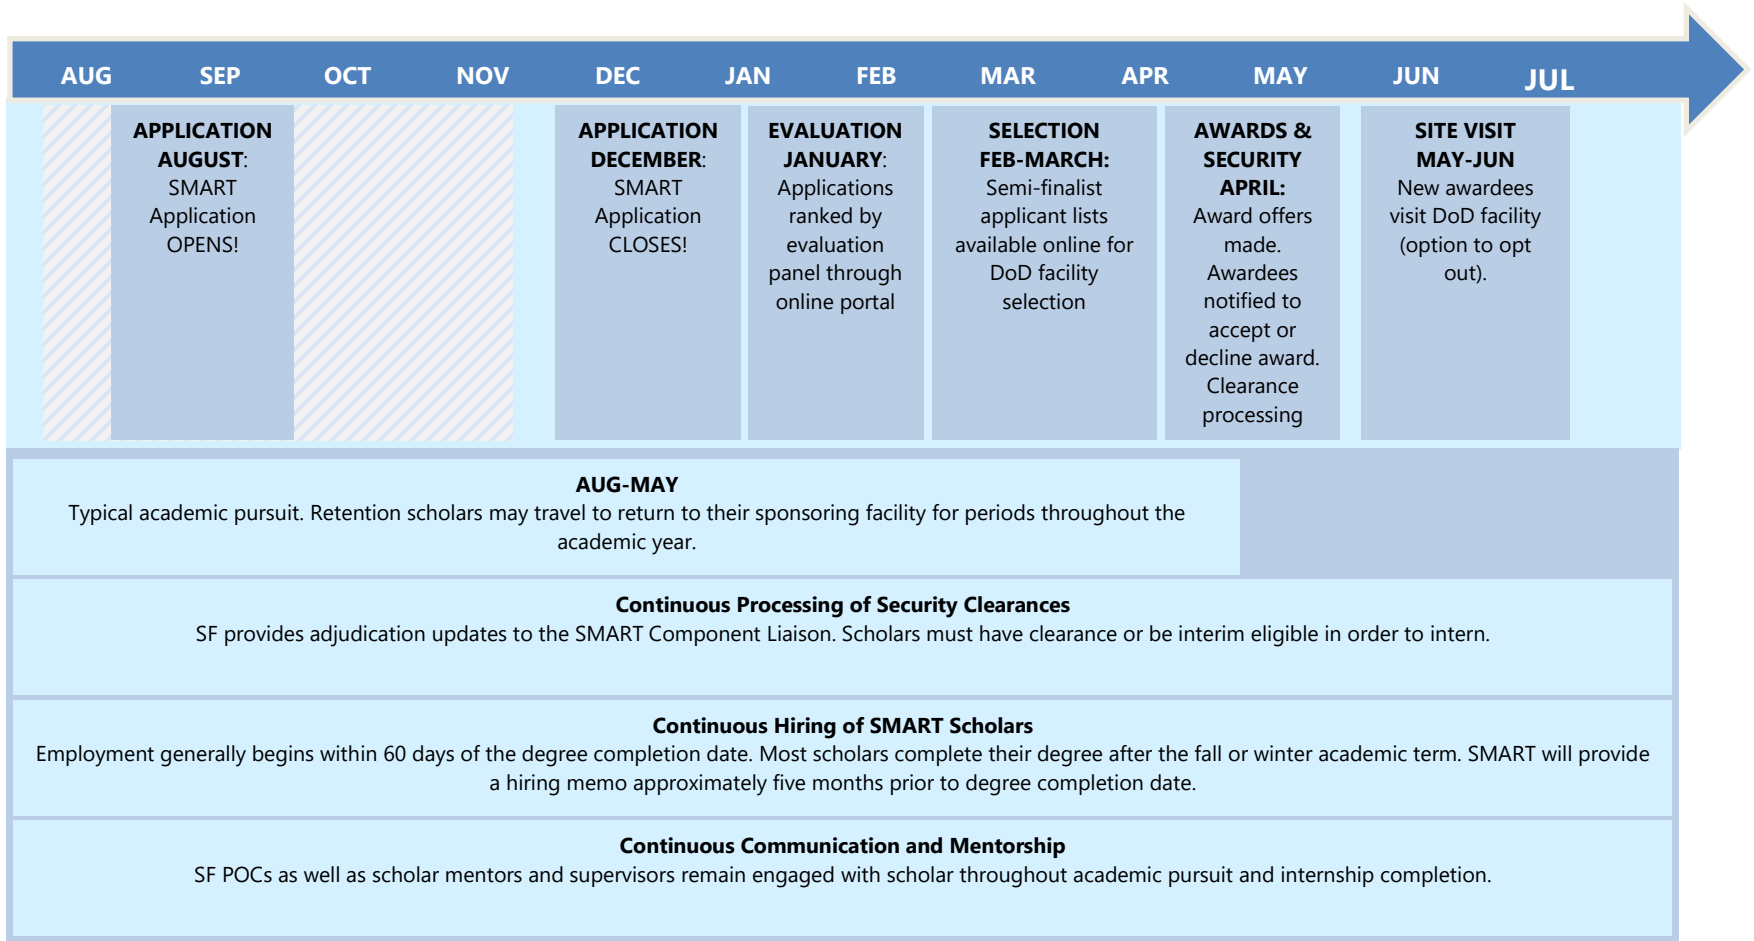 AUG SEP OCT NOV DEC JAN FEB MAR APR MAY JUN JUL
APPLICATION
AUGUST:
SMART
Application
OPENS!
APPLICATION
DECEMBER:
SMART
Application
CLOSES!
EVALUATION
JANUARY:
Applications
ranked by
evaluation
panel through
online portal
SELECTION
FEB-MARCH:
Semi-finalist
applicant lists
available online for
DoD facility
selection
AWARDS &
SECURITY
APRIL:
Award offers
made.
Awardees
notified to
accept or
decline award.
Clearance
processing
SITE VISIT
MAY-JUN
New awardees
visit DoD facility
(option to opt
out).
AUG-MAY
Typical academic pursuit. Retention scholars may travel to return to their sponsoring facility for periods throughout the
academic year.
Continuous Processing of Security Clearances
SF provides adjudication updates to the SMART Component Liaison. Scholars must have clearance or be interim eligible in order to intern.
Continuous Hiring of SMART Scholars
Employment generally begins within 60 days of the degree completion date. Most scholars complete their degree after the fall or winter academic term. SMART will provide
a hiring memo approximately five months prior to degree completion date.
Continuous Communication and Mentorship
SF POCs as well as scholar mentors and supervisors remain engaged with scholar throughout academic pursuit and internship completion.